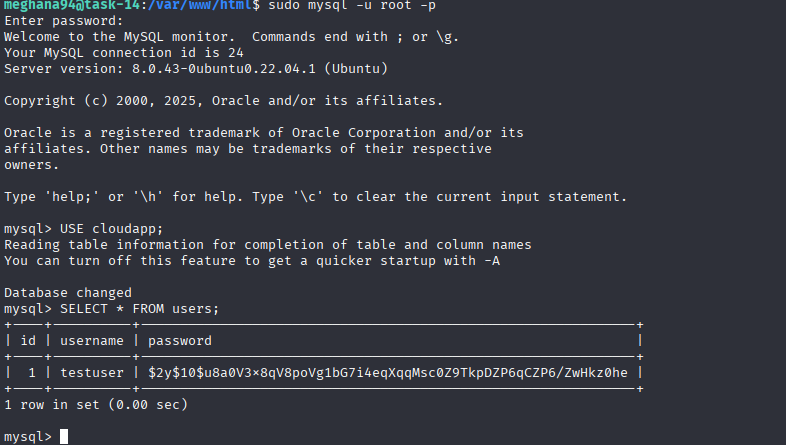 meghana94@task-14:/var/www/html$ sudo mysql -u root -p
Enter password:
Welcome to the MySQL monitor.  Commands end with ; or \g.
Your MySQL connection id is 24
Server version: 8.0.43-0ubuntu0.22.04.1 (Ubuntu)
Copyright (c) 2000, 2025, Oracle and/or its affiliates.
Oracle is a registered trademark of Oracle Corporation and/or its
affiliates. Other names may be trademarks of their respective
owners.
Type 'help;' or '\h' for help. Type '\c' to clear the current input statement.
mysql> USE cloudapp;
Reading table information for completion of table and column names
You can turn off this feature to get a quicker startup with -A
Database changed
mysql> SELECT * FROM users;
+----+----------+--------------------------------------------------------------+
| id | username | password                                                     |
+----+----------+--------------------------------------------------------------+
|  1 | testuser | $2y$10$u8a0V3×8qV8poVg1bG7i4eqXqqMsc0Z9TkpDZP6qCZP6/ZwHkz0he |
+----+----------+--------------------------------------------------------------+
1 row in set (0.00 sec)
mysql>